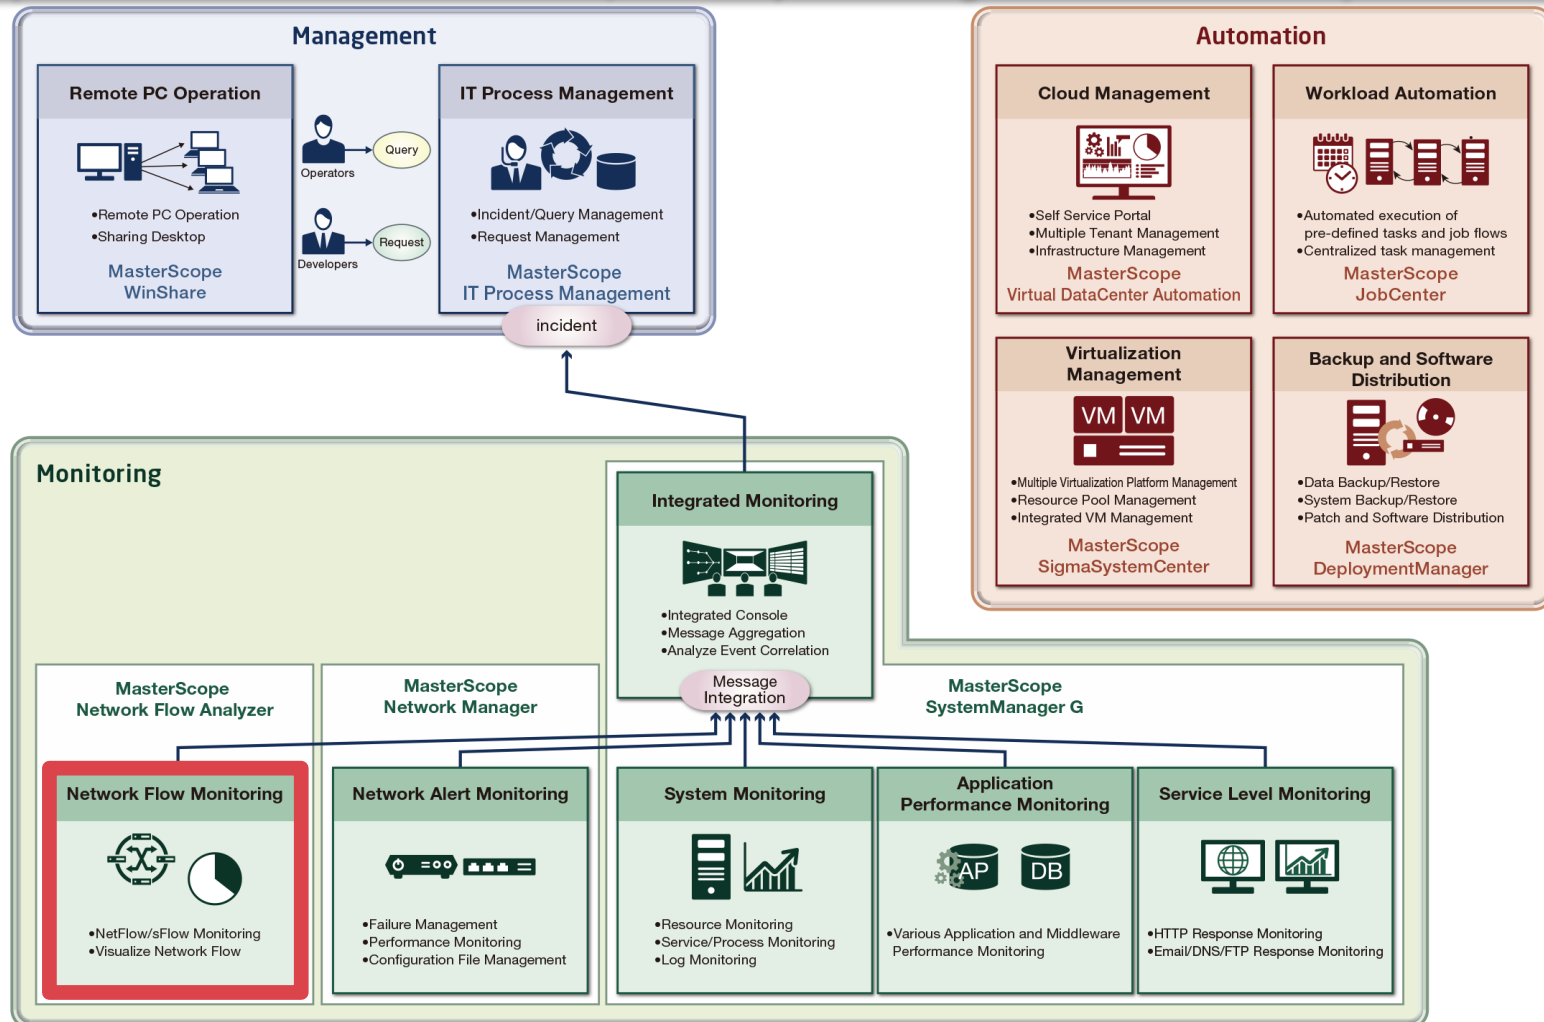 Management
Remote PC Operation
•Remote PC Operation
•Sharing Desktop
MasterScope
WinShare
Operators
Query
Developers
Request
IT Process Management
•Incident/Query Management
•Request Management
MasterScope
IT Process Management
incident
Automation
Cloud Management
•Self Service Portal
•Multiple Tenant Management
•Infrastructure Management
MasterScope
Virtual DataCenter Automation
Workload Automation
•Automated execution of
pre-defined tasks and job flows
•Centralized task management
MasterScope
JobCenter
Virtualization
Management
VM VM
•Multiple Virtualization Platform Management
•Resource Pool Management
•Integrated VM Management
MasterScope
SigmaSystemCenter
Backup and Software
Distribution
•Data Backup/Restore
•System Backup/Restore
•Patch and Software Distribution
MasterScope
DeploymentManager
Monitoring
Integrated Monitoring
•Integrated Console
•Message Aggregation
•Analyze Event Correlation
Message
Integration
MasterScope
Network Flow Analyzer
MasterScope
Network Manager
MasterScope
SystemManager G
Network Flow Monitoring
•NetFlow/sFlow Monitoring
•Visualize Network Flow
Network Alert Monitoring
•Failure Management
•Performance Monitoring
•Configuration File Management
System Monitoring
•Resource Monitoring
•Service/Process Monitoring
•Log Monitoring
Application
Performance Monitoring
AP DB
•Various Application and Middleware
Performance Monitoring
Service Level Monitoring
•HTTP Response Monitoring
•Email/DNS/FTP Response Monitoring